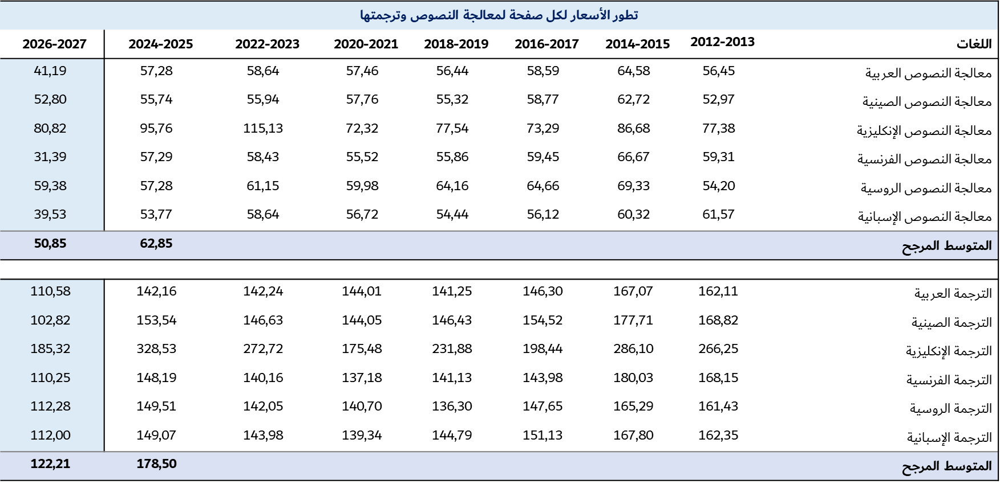 تطور الأسعار لكل صفحة لمعالجة النصوص وترجمتها
اللغات 2012-2013 2014-2015 2016-2017 2018-2019 2020-2021 2022-2023 2024-2025 2026-2027
معالجة النصوص العربية 56,45 64,58 58,59 56,44 57,46 58,64 57,28 41,19
معالجة النصوص الصينية 52,97 62,72 58,77 55,32 57,76 55,94 55,74 52,80
معالجة النصوص الإنكليزية 77,38 86,68 73,29 77,54 72,32 115,13 95,76 80,82
معالجة النصوص الفرنسية 59,31 66,67 59,45 55,86 55,52 58,43 57,29 31,39
معالجة النصوص الروسية 54,20 69,33 64,66 64,16 59,98 61,15 57,28 59,38
معالجة النصوص الإسبانية 61,57 60,32 56,12 54,44 56,72 58,64 53,77 39,53
المتوسط المرجح 62,85 50,85
الترجمة العربية 162,11 167,07 146,30 141,25 144,01 142,24 142,16 110,58
الترجمة الصينية 168,82 177,71 154,52 146,43 144,05 146,63 153,54 102,82
الترجمة الإنكليزية 266,25 286,10 198,44 231,88 175,48 272,72 328,53 185,32
الترجمة الفرنسية 168,15 180,03 143,98 141,13 137,18 140,16 148,19 110,25
الترجمة الروسية 161,43 165,29 147,65 136,30 140,70 142,05 149,51 112,28
الترجمة الإسبانية 162,35 167,80 151,13 144,79 139,34 143,98 149,07 112,00
المتوسط المرجح 178,50 122,21